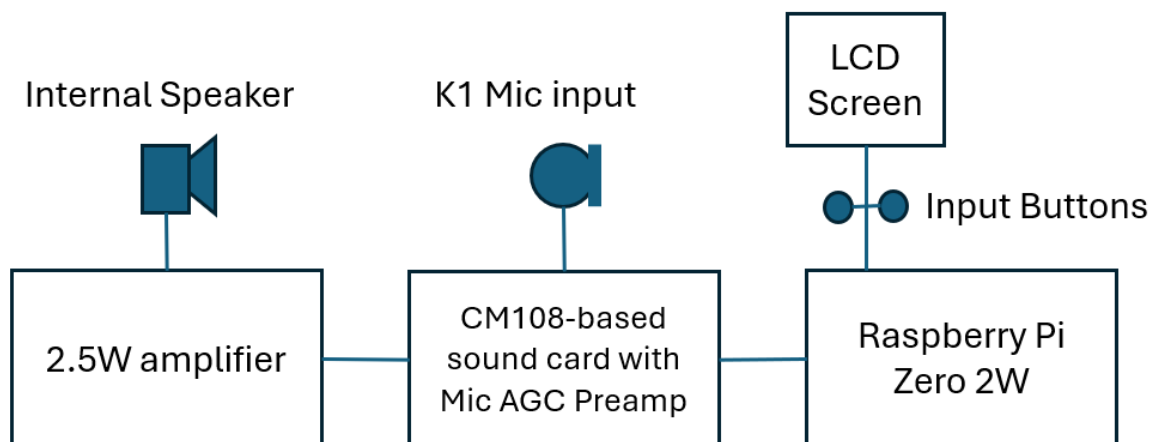 Internal Speaker
K1 Mic input
LCD
Screen
Input Buttons
2.5W amplifier
CM108-based
sound card with
Mic AGC Preamp
Raspberry Pi
Zero 2W